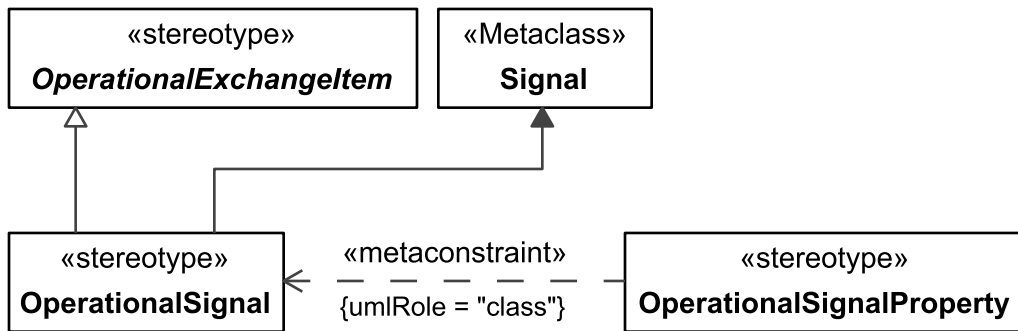 «stereotype»
OperationalExchangeItem
«Metaclass»
Signal
«stereotype»
OperationalSignal
«metaconstraint»
{umlRole = "class"}
«stereotype»
OperationalSignalProperty